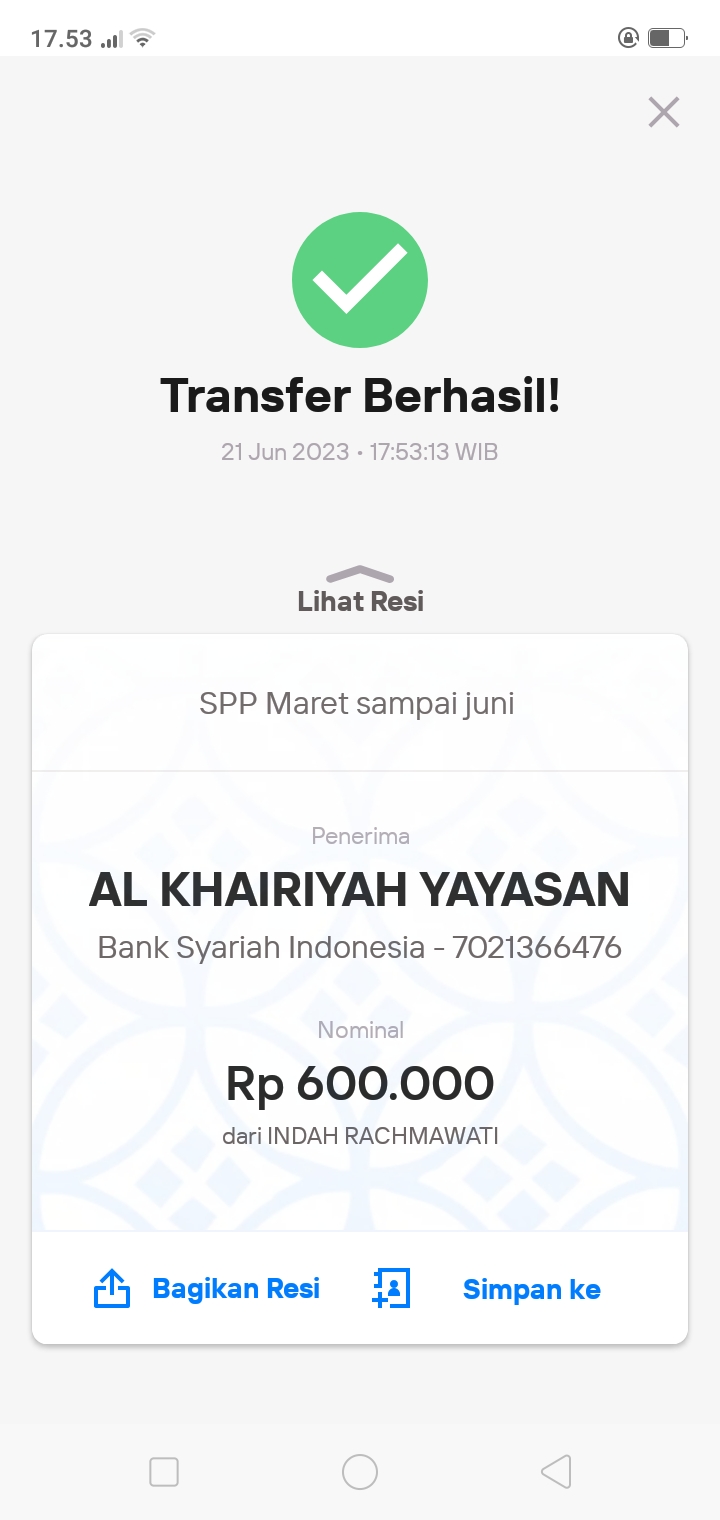 17.53
Transfer Berhasil!
21 Jun 2023 • 17:53:13 WIB
Lihat Resi
SPP Maret sampai juni
Penerima
AL KHAIRIYAH YAYASAN
Bank Syariah Indonesia - 7021366476
Nominal
Rp 600.000
dari INDAH RACHMAWATI
Bagikan Resi
Simpan ke